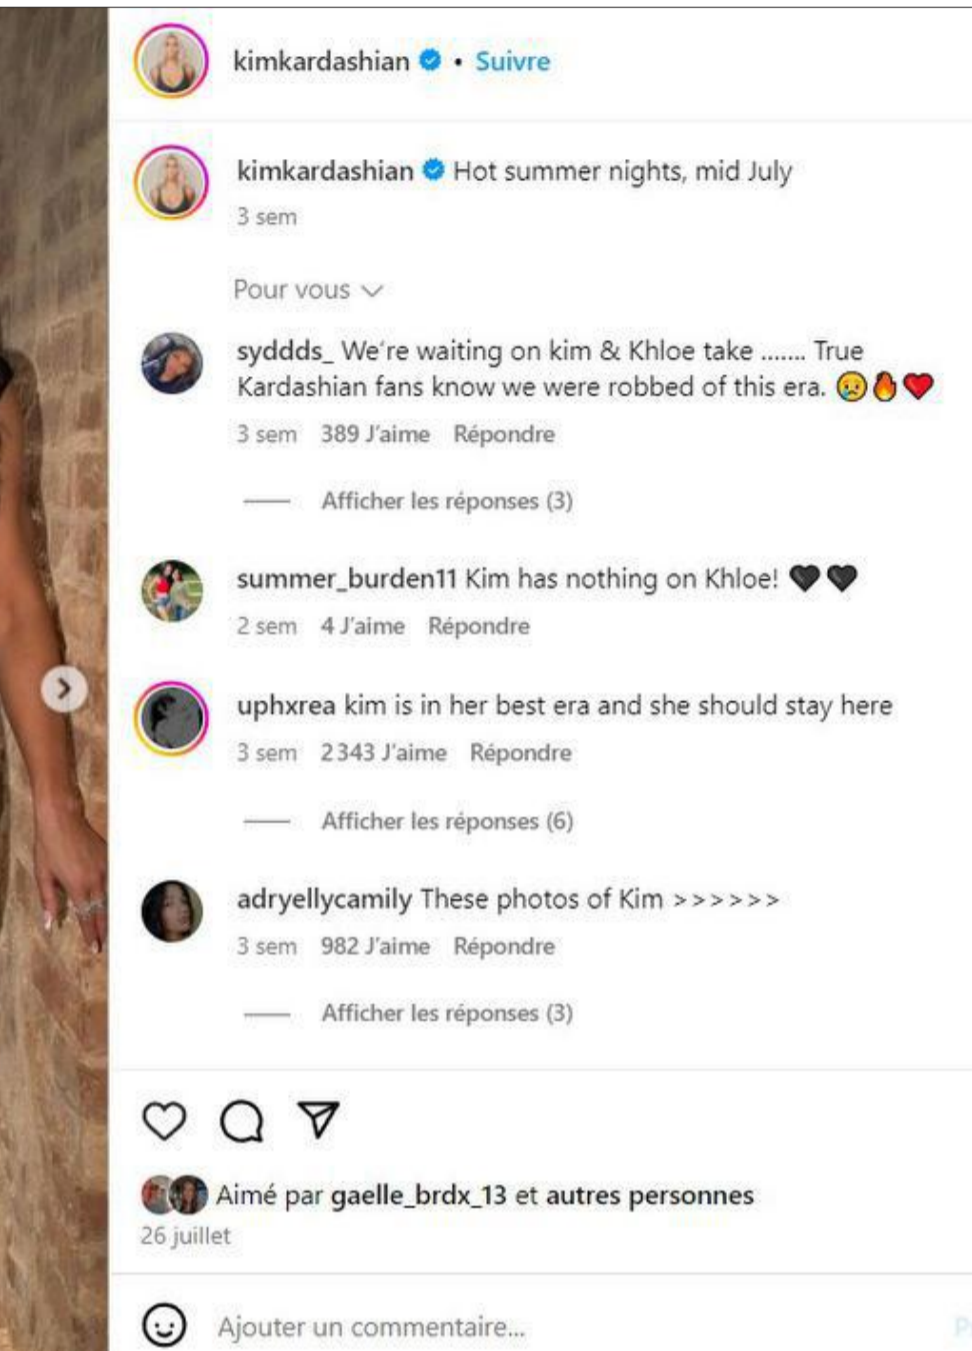 kimkardashian • Suivre
kimkardashian Hot summer nights, mid July
3 sem
Pour vous
syddds_ We're waiting on kim & Khloe take ....... True
Kardashian fans know we were robbed of this era. 😢🔥❤️
3 sem 389 J'aime Répondre
Afficher les réponses (3)
summer_burden11 Kim has nothing on Khloe! 🖤🖤
2 sem 4 J'aime Répondre
uphxrea kim is in her best era and she should stay here
3 sem 2 343 J'aime Répondre
Afficher les réponses (6)
adryellycamily These photos of Kim >>>>>>
3 sem 982 J'aime Répondre
Afficher les réponses (3)
Aimé par gaelle_brdx_13 et autres personnes
26 juillet
Ajouter un commentaire...